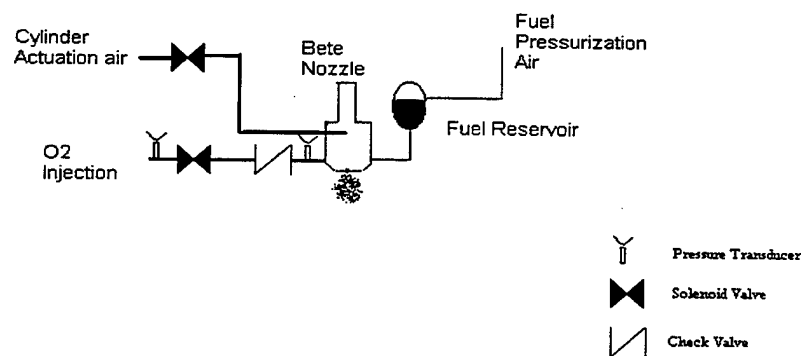 Cylinder
Actuation air
Bete
Nozzle
Fuel
Pressurization
Air
Fuel Reservoir
O2
Injection
Pressure Transducer
Solenoid Valve
Check Valve